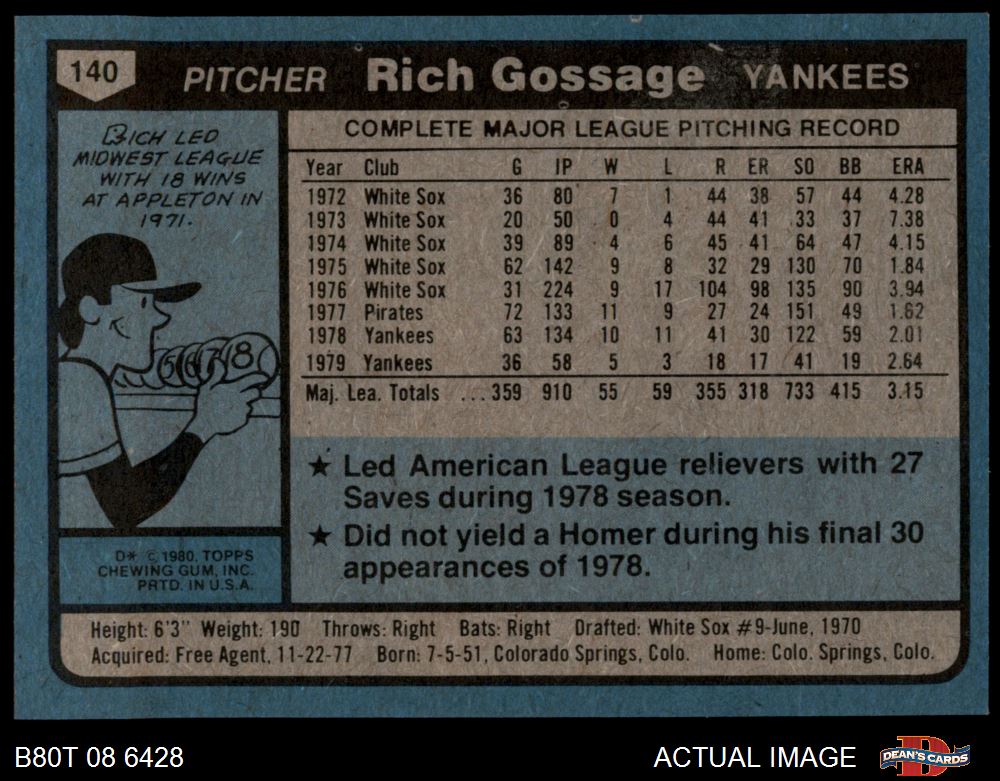 140 PITCHER Rich Gossage YANKEES
RICH LED
MIDWEST LEAGUE
WITH 18 WINS
AT APPLETON IN
1971.
8
COMPLETE MAJOR LEAGUE PITCHING RECORD
Year Club G IP W L R ER SO BB ERA
1972 White Sox 36 80 7 1 44 38 57 44 4.28
1973 White Sox 20 50 0 4 44 41 33 37 7.38
1974 White Sox 39 89 4 6 45 41 64 47 4.15
1975 White Sox 62 142 9 8 32 29 130 70 1.84
1976 White Sox 31 224 9 17 104 98 135 90 3.94
1977 Pirates 72 133 11 9 27 24 151 49 1.62
1978 Yankees 63 134 10 11 41 30 122 59 2.01
1979 Yankees 36 58 5 3 18 17 41 19 2.64
Maj. Lea. Totals ... 359 910 55 59 355 318 733 415 3.15
★ Led American League relievers with 27
Saves during 1978 season.
★ Did not yield a Homer during his final 30
appearances of 1978.
D* © 1980, TOPPS
CHEWING GUM, INC.
PRTD. IN U.S.A.
Height: 6'3" Weight: 190 Throws: Right Bats: Right Drafted: White Sox #9-June, 1970
Acquired: Free Agent, 11-22-77 Born: 7-5-51, Colorado Springs, Colo. Home: Colo. Springs, Colo.
B80T 08 6428 ACTUAL IMAGE DEAN'S CARDS